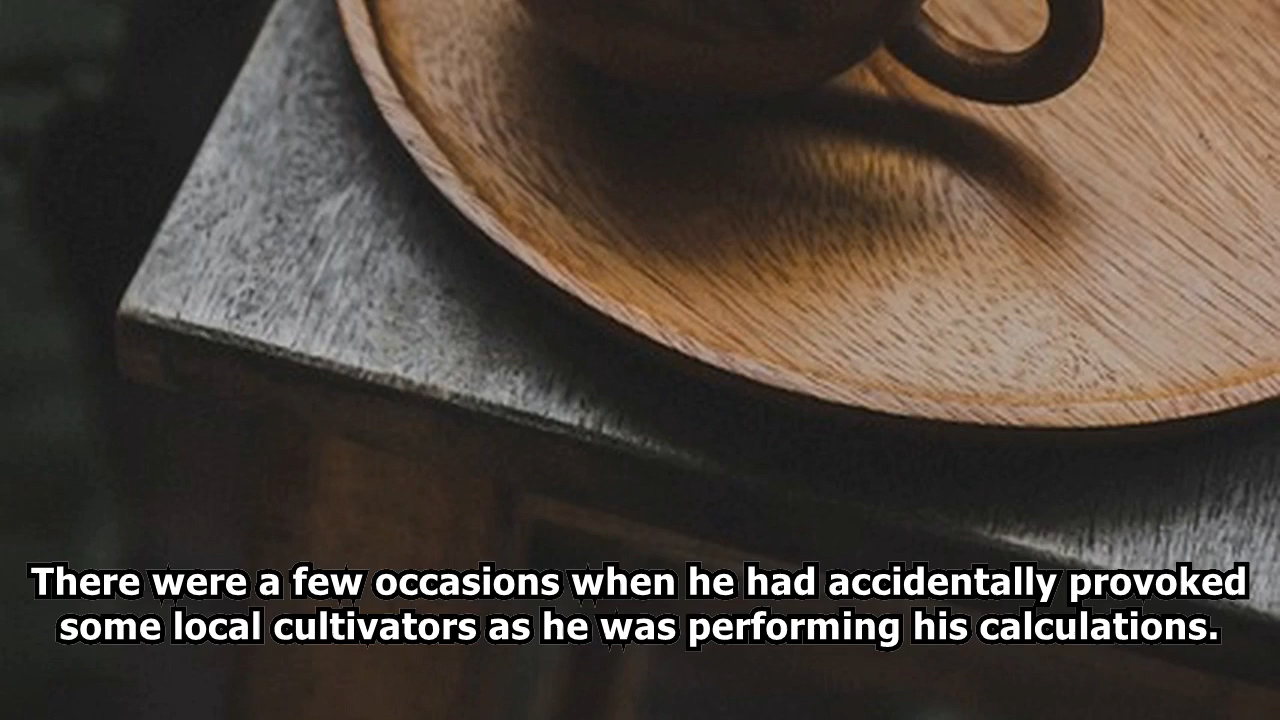 There were a few occasions when he had accidentally provoked
some local cultivators as he was performing his calculations.